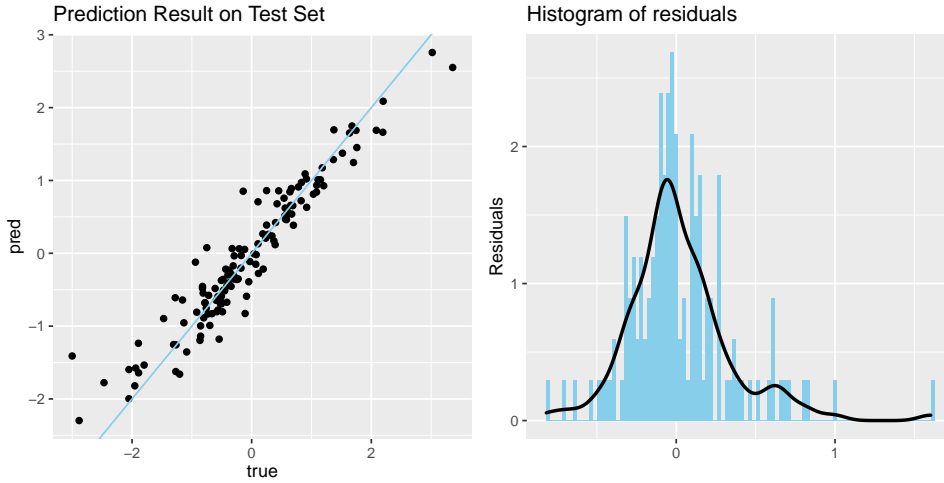 Prediction Result on Test Set
3
2
1
0
−1
−2
pred
−2
0
2
true
Histogram of residuals
2
1
0
Residuals
0
1